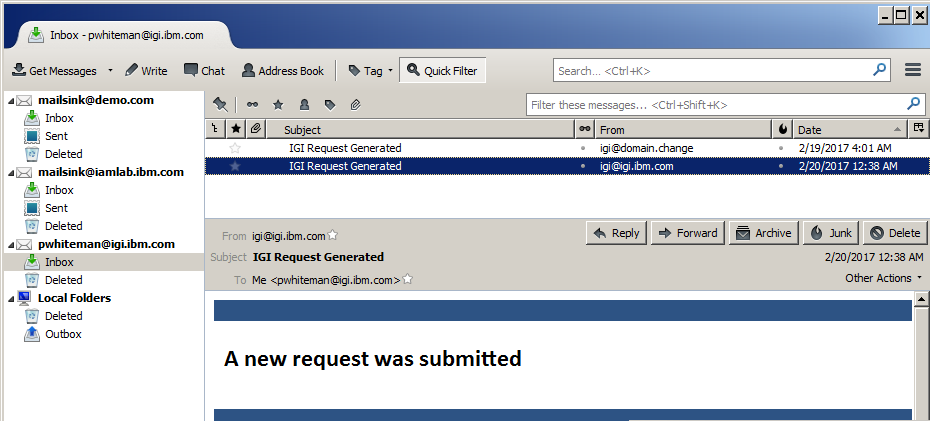 Inbox - pwhiteman@igi.ibm.com
Get Messages Write Chat Address Book Tag Quick Filter Search... <Ctrl+K>
mailsink@demo.com
Inbox
Sent
Deleted
mailsink@iamlab.ibm.com
Inbox
Sent
Deleted
pwhiteman@igi.ibm.com
Inbox
Deleted
Local Folders
Deleted
Outbox
Filter these messages... <Ctrl+Shift+K>
Subject From Date
IGI Request Generated igi@domain.change 2/19/2017 4:01 AM
IGI Request Generated igi@igi.ibm.com 2/20/2017 12:38 AM
From igi@igi.ibm.com Reply Forward Archive Junk Delete
Subject IGI Request Generated 2/20/2017 12:38 AM
To Me <pwhiteman@igi.ibm.com> Other Actions
A new request was submitted